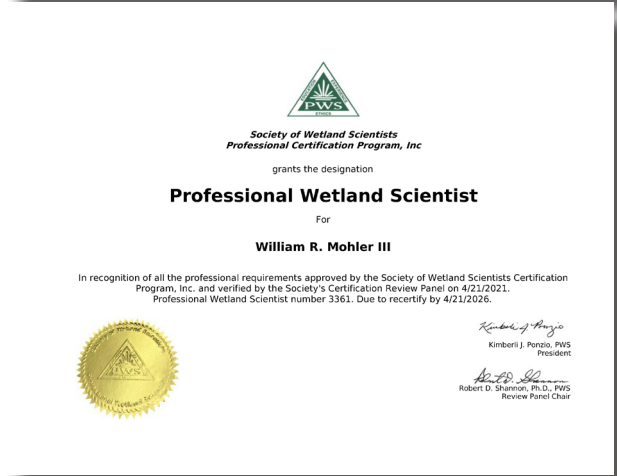 PWS
ETHICS
Society of Wetland Scientists
Professional Certification Program, Inc
grants the designation
Professional Wetland Scientist
For
William R. Mohler III
In recognition of all the professional requirements approved by the Society of Wetland Scientists Certification
Program, Inc. and verified by the Society's Certification Review Panel on 4/21/2021.
Professional Wetland Scientist number 3361. Due to recertify by 4/21/2026.
Kimberli J. Ponzio, PWS
President
Robert D. Shannon, Ph.D., PWS
Review Panel Chair
PWS